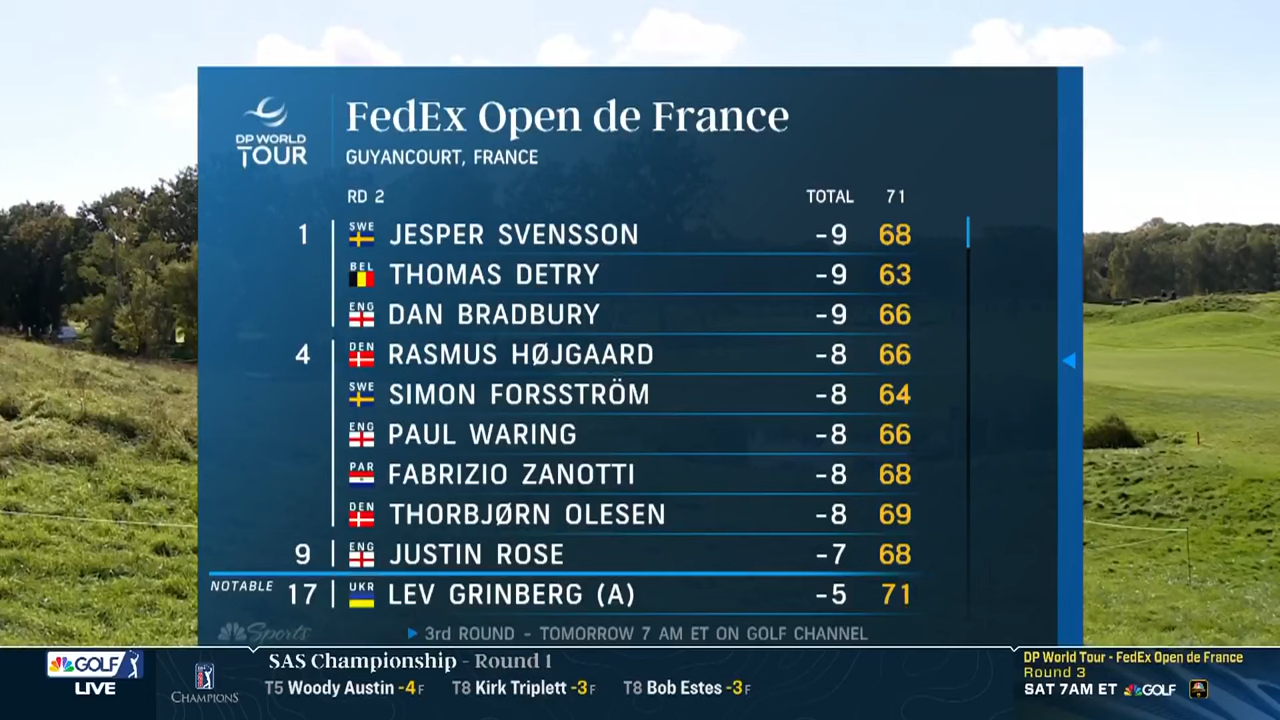 DP WORLD
TOUR
FedEx Open de France
GUYANCOURT, FRANCE
RD 2 TOTAL 71
1 SWE JESPER SVENSSON -9 68
BEL THOMAS DETRY -9 63
ENG DAN BRADBURY -9 66
4 DEN RASMUS HØJGAARD -8 66
SWE SIMON FORSSTRÖM -8 64
ENG PAUL WARING -8 66
PAR FABRIZIO ZANOTTI -8 68
DEN THORBJØRN OLESEN -8 69
9 ENG JUSTIN ROSE -7 68
NOTABLE 17 UKR LEV GRINBERG (A) -5 71
Sports
3rd ROUND - TOMORROW 7 AM ET ON GOLF CHANNEL
GOLF
LIVE
CHAMPIONS
SAS Championship - Round 1
T5 Woody Austin -4 F T8 Kirk Triplett -3 F T8 Bob Estes -3 F
DP World Tour - FedEx Open de France
Round 3
SAT 7AM ET GOLF